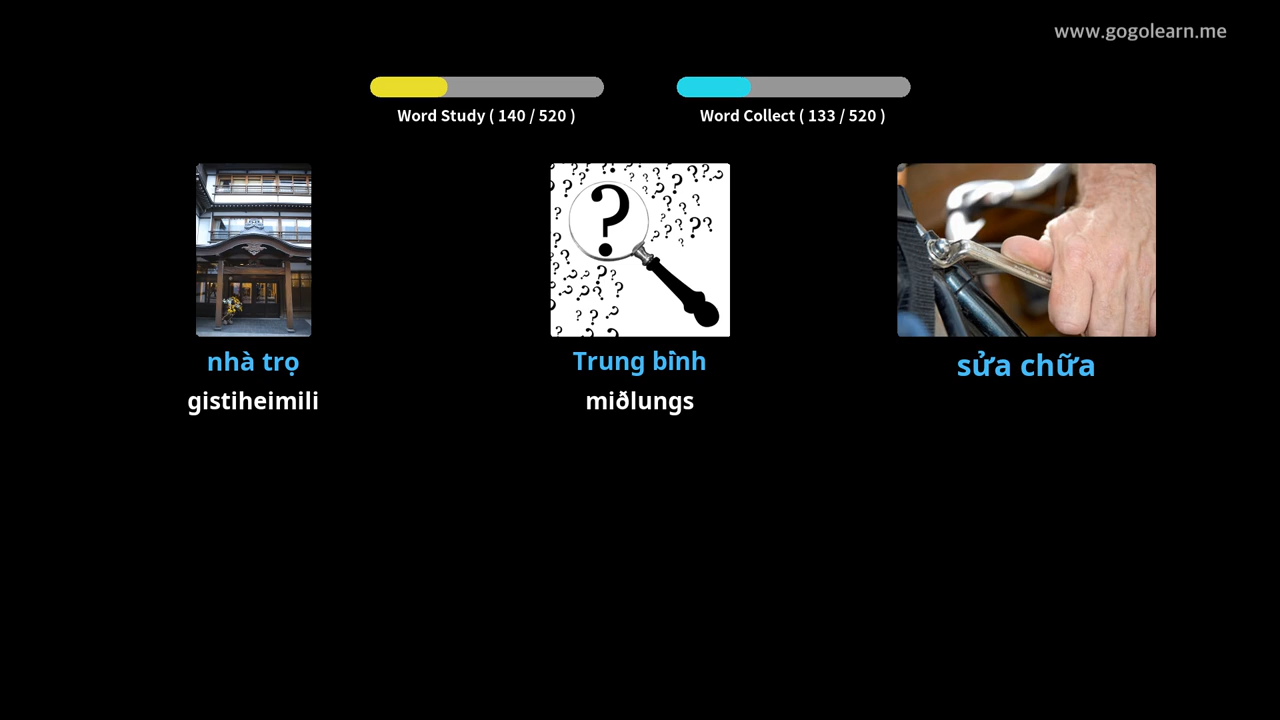 www.gogolearn.me
Word Study ( 140 / 520 )
Word Collect ( 133 / 520 )
nhà trọ
gistiheimili
Trung bình
miðlungs
sửa chữa